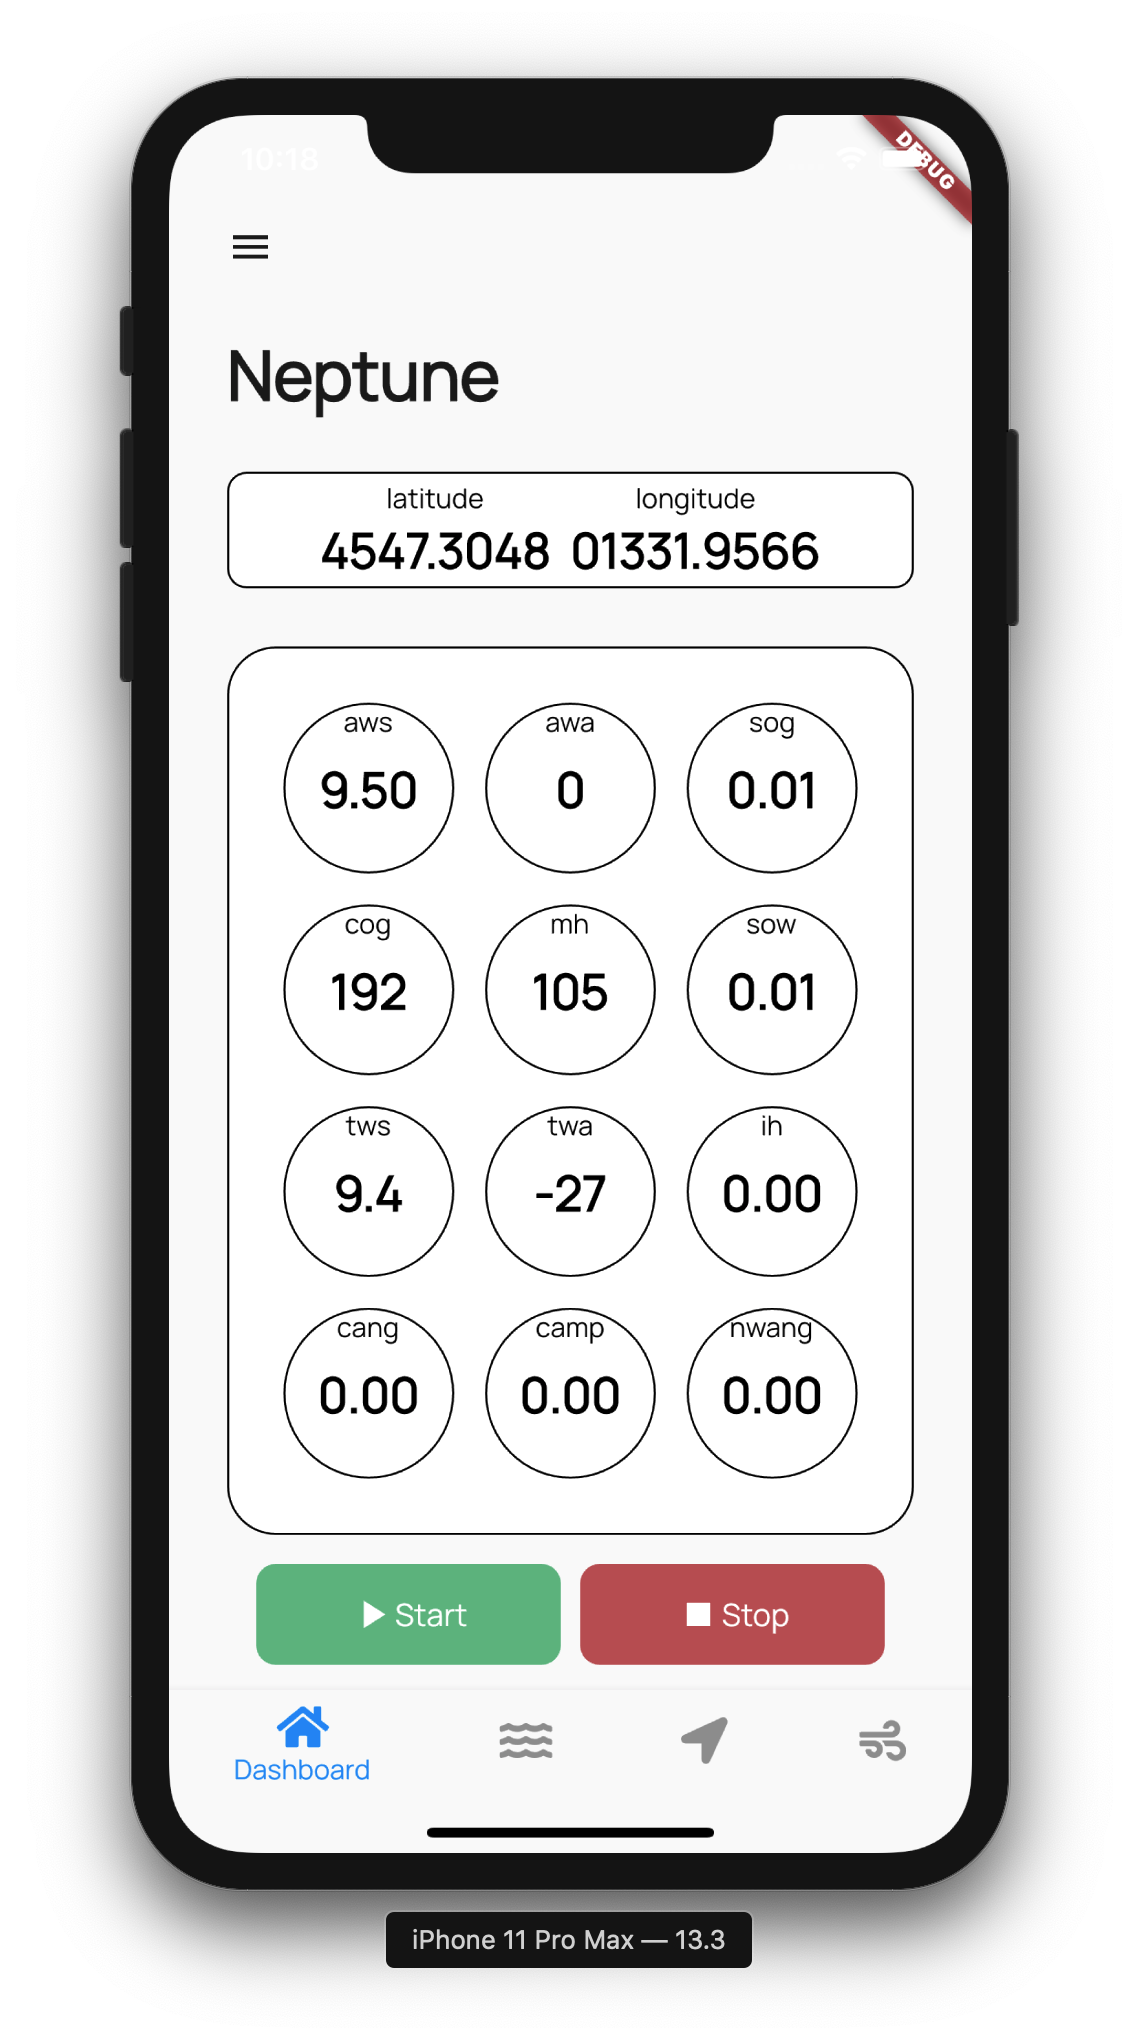 10:18
DEBUG
Neptune
latitude longitude
4547.3048 01331.9566
aws awa sog
9.50 0 0.01
cog mh sow
192 105 0.01
tws twa ih
9.4 -27 0.00
cang camp nwang
0.00 0.00 0.00
Start Stop
Dashboard
iPhone 11 Pro Max — 13.3